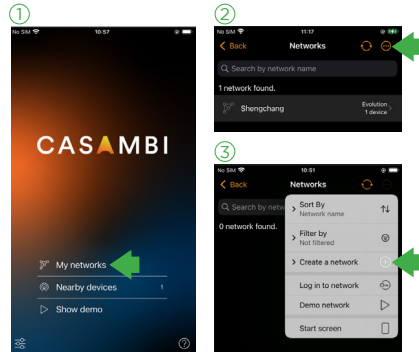 1
No SIM 10:57
CASAMBI
My networks
Nearby devices 1
Show demo
?
2
No SIM 11:17
Back Networks
Search by network name
1 network found.
Shengchang Evolution
1 device
3
No SIM 10:51
Back Networks
Search by netw
0 network found.
Sort By
Network name
Filter by
Not filtered
Create a network
Log in to network
Demo network
Start screen